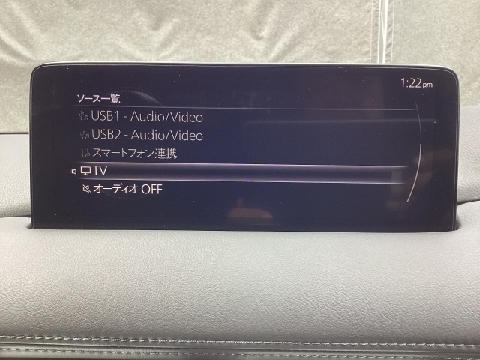 1:22pm
ソース一覧
USB1 - Audio/Video
USB2 - Audio/Video
スマートフォン連携
TV
オーディオ OFF